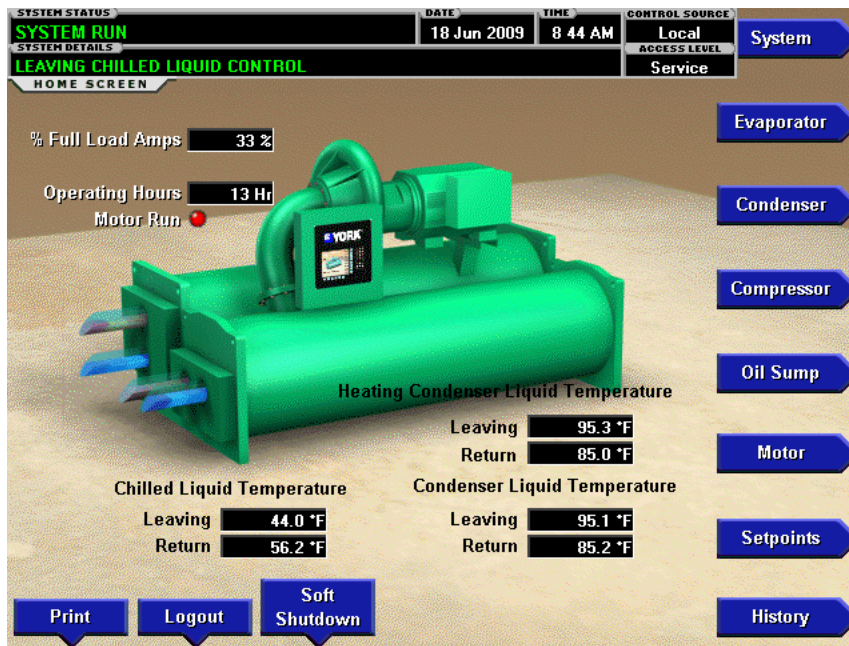 SYSTEM STATUS
SYSTEM RUN
SYSTEM DETAILS
LEAVING CHILLED LIQUID CONTROL
HOME SCREEN
DATE
18 Jun 2009
TIME
8 44 AM
CONTROL SOURCE
Local
ACCESS LEVEL
Service
System
Evaporator
Condenser
Compressor
Oil Sump
Motor
Setpoints
History
% Full Load Amps 33 %
Operating Hours 13 Hr
Motor Run
YORK
Heating Condenser Liquid Temperature
Leaving 95.3 °F
Return 85.0 °F
Chilled Liquid Temperature
Leaving 44.0 °F
Return 56.2 °F
Condenser Liquid Temperature
Leaving 95.1 °F
Return 85.2 °F
Print
Logout
Soft
Shutdown